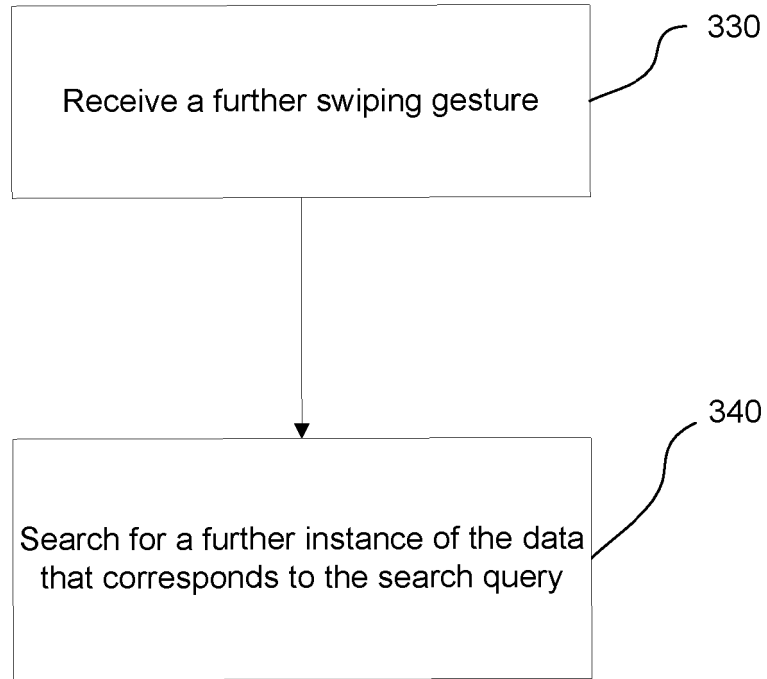 330
Receive a further swiping gesture
340
Search for a further instance of the data
that corresponds to the search query